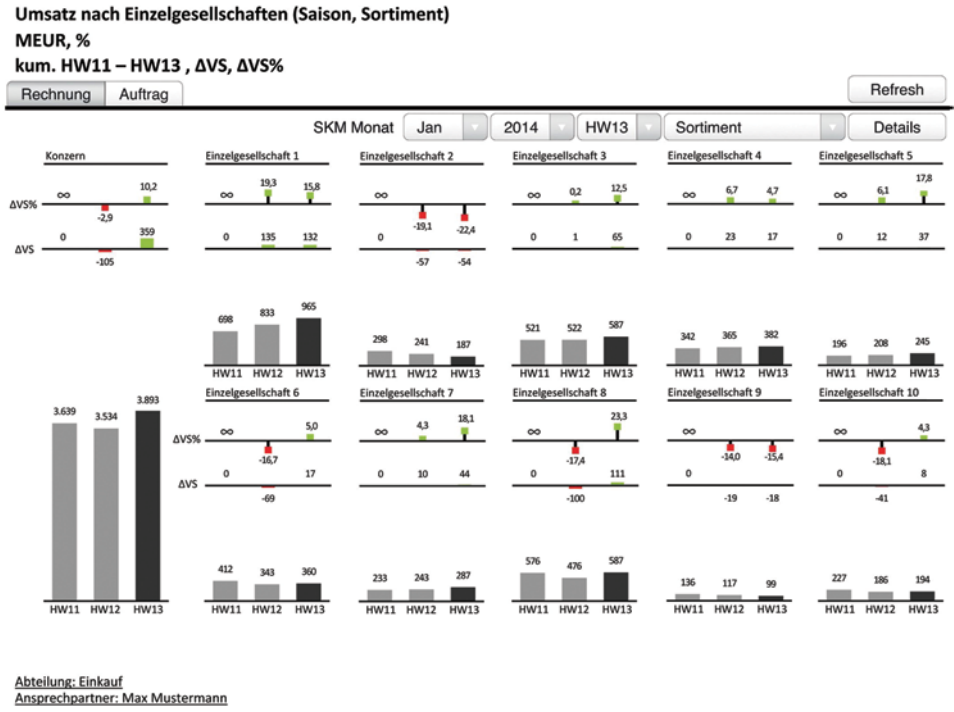 Umsatz nach Einzelgesellschaften (Saison, Sortiment)
MEUR, %
kum. HW11 – HW13 , ΔVS, ΔVS%
Rechnung Auftrag Refresh
SKM Monat Jan 2014 HW13 Sortiment Details
Konzern Einzelgesellschaft 1 Einzelgesellschaft 2 Einzelgesellschaft 3 Einzelgesellschaft 4 Einzelgesellschaft 5
ΔVS% ∞ -2,9 10,2 ∞ 19,3 15,8 ∞ -19,1 -22,4 ∞ 0,2 12,5 ∞ 6,7 4,7 ∞ 6,1 17,8
ΔVS 0 -105 359 0 135 132 0 -57 -54 0 1 65 0 23 17 0 12 37
698 833 965 298 241 187 521 522 587 342 365 382 196 208 245
HW11 HW12 HW13 HW11 HW12 HW13 HW11 HW12 HW13 HW11 HW12 HW13 HW11 HW12 HW13
Einzelgesellschaft 6 Einzelgesellschaft 7 Einzelgesellschaft 8 Einzelgesellschaft 9 Einzelgesellschaft 10
ΔVS% ∞ -16,7 5,0 ∞ 4,3 18,1 ∞ -17,4 23,3 ∞ -14,0 -15,4 ∞ -18,1 4,3
ΔVS 0 -69 17 0 10 44 0 -100 111 0 -19 -18 0 -41 8
3.639 3.534 3.893 412 343 360 233 243 287 576 476 587 136 117 99 227 186 194
HW11 HW12 HW13 HW11 HW12 HW13 HW11 HW12 HW13 HW11 HW12 HW13 HW11 HW12 HW13 HW11 HW12 HW13
Abteilung: Einkauf
Ansprechpartner: Max Mustermann